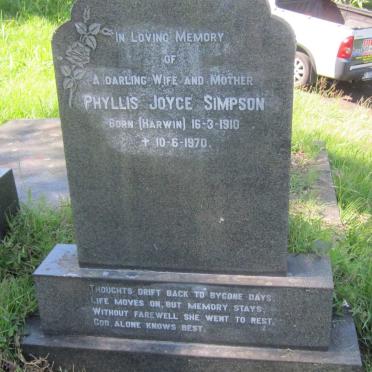 In Loving Memory
of
A Darling Wife and Mother
Phyllis Joyce Simpson
Born (Harwin) 16-3-1910
+ 10-6-1970.
Thoughts drift back to bygone days
Life moves on, but memory stays,
Without farewell she went to rest,
God alone knows best.